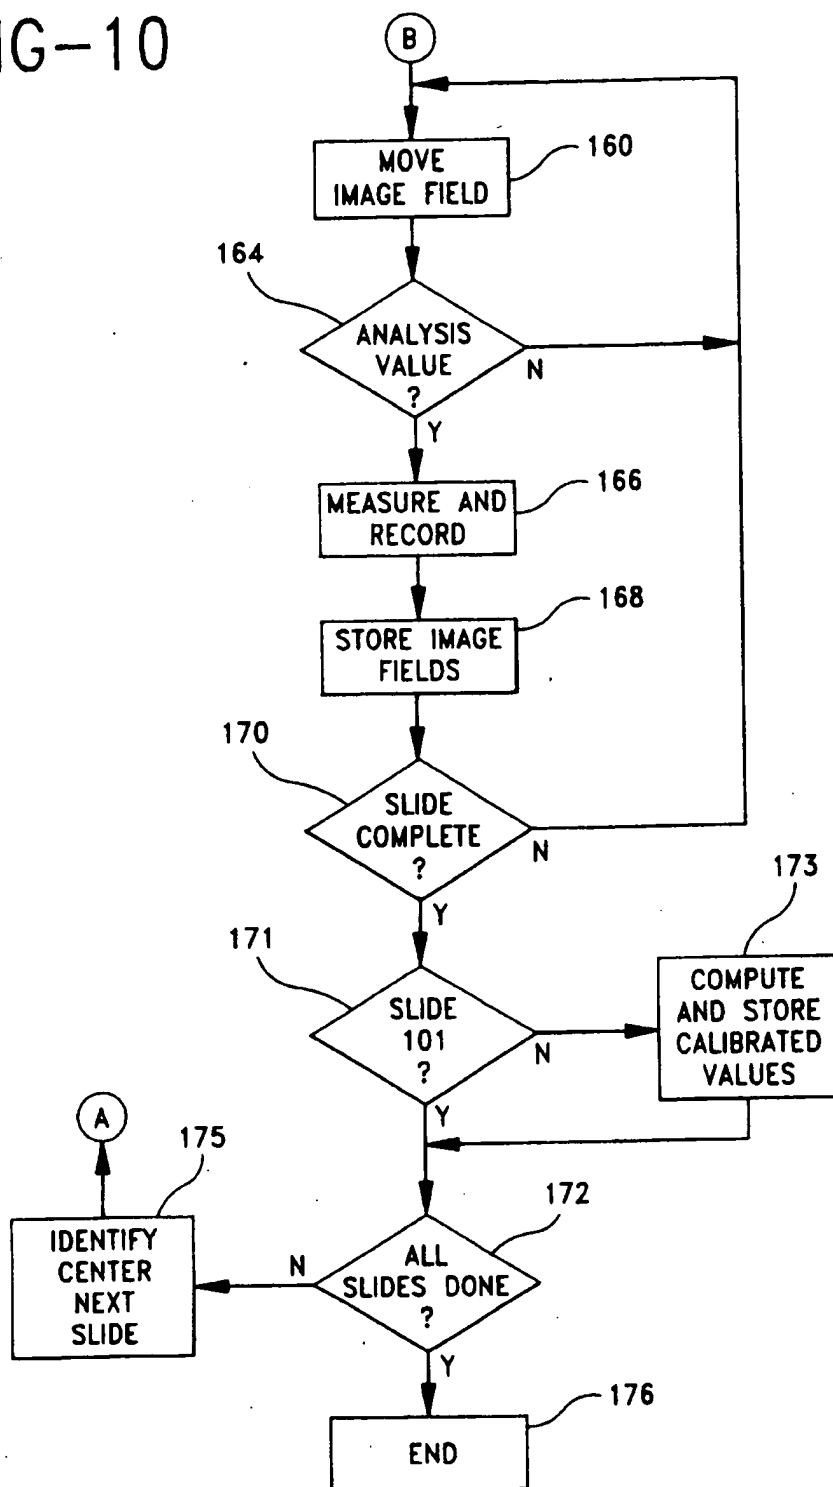 IG-10
B
MOVE
IMAGE FIELD
160
164
ANALYSIS
VALUE
?
N
Y
MEASURE AND
RECORD
166
STORE IMAGE
FIELDS
168
170
SLIDE
COMPLETE
?
N
Y
171
SLIDE
101
?
N
Y
173
COMPUTE
AND STORE
CALIBRATED
VALUES
A
175
IDENTIFY
CENTER
NEXT
SLIDE
172
ALL
SLIDES DONE
?
N
Y
176
END